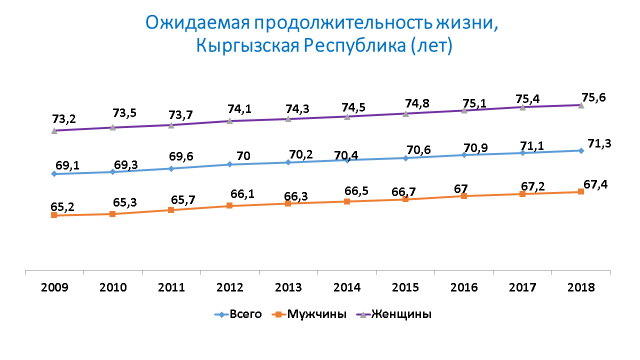 Ожидаемая продолжительность жизни,
Кыргызская Республика (лет)
73,2 73,5 73,7 74,1 74,3 74,5 74,8 75,1 75,4 75,6
69,1 69,3 69,6 70 70,2 70,4 70,6 70,9 71,1 71,3
65,2 65,3 65,7 66,1 66,3 66,5 66,7 67 67,2 67,4
2009 2010 2011 2012 2013 2014 2015 2016 2017 2018
Всего Мужчины Женщины